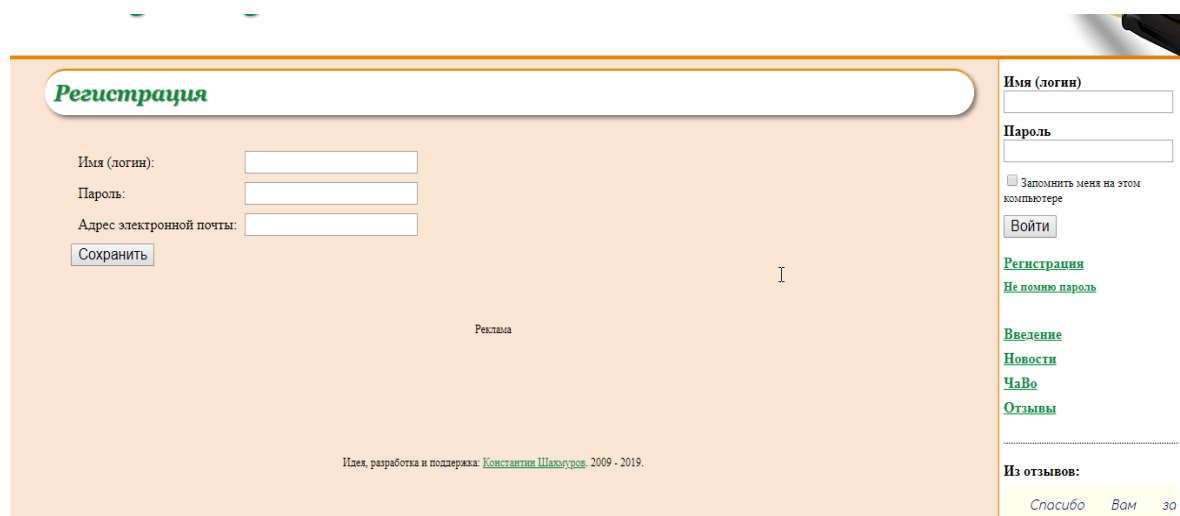 Регистрация
Имя (логин):
Пароль:
Адрес электронной почты:
Сохранить
Реклама
Идея, разработка и поддержка: Константин Шахмуров. 2009 - 2019.
Имя (логин)
Пароль
Запомнить меня на этом
компьютере
Войти
Регистрация
Не помню пароль
Введение
Новости
ЧаВо
Отзывы
Из отзывов:
Спасибо Вам за